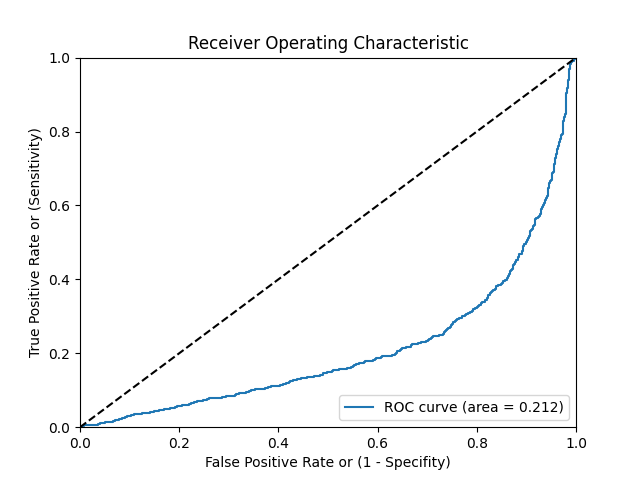 Receiver Operating Characteristic
True Positive Rate or (Sensitivity)
1.0
0.8
0.6
0.4
0.2
0.0
ROC curve (area = 0.212)
0.0 0.2 0.4 0.6 0.8 1.0
False Positive Rate or (1 - Specifity)